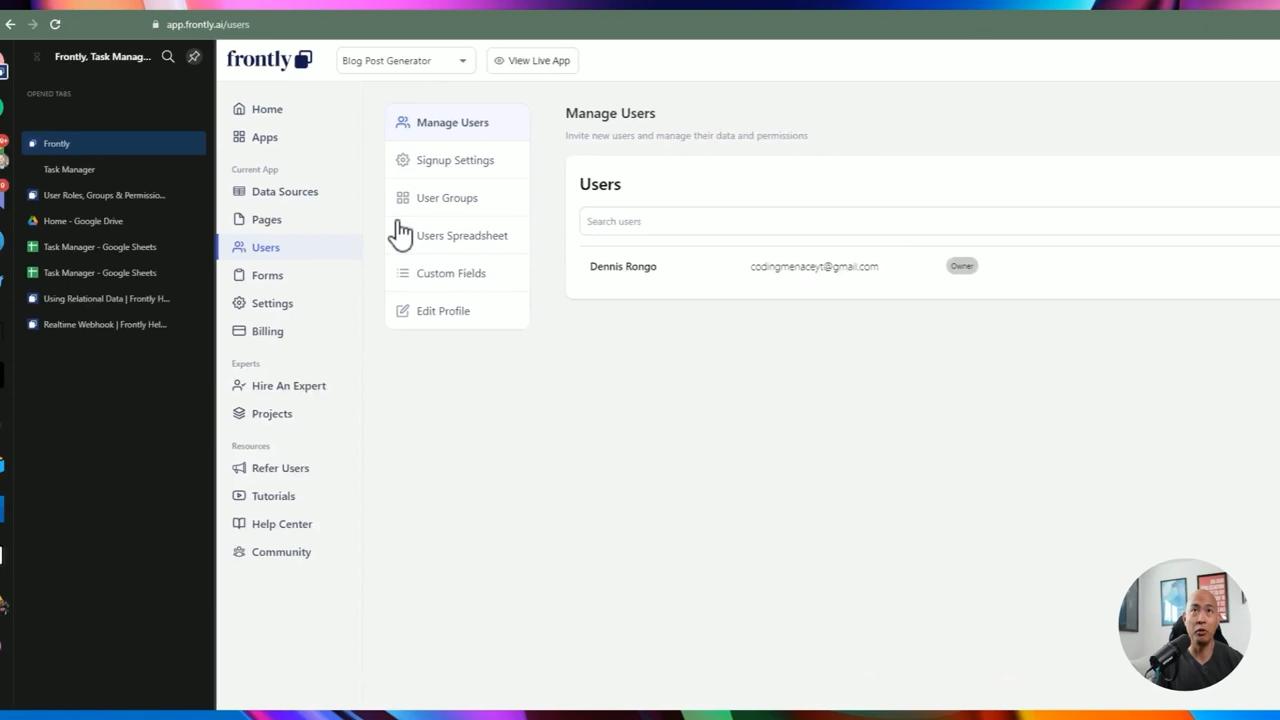 app.frontly.ai/users
Frontly, Task Manag...
OPENED TABS
Frontly
Task Manager
User Roles, Groups & Permissio...
Home - Google Drive
Task Manager - Google Sheets
Task Manager - Google Sheets
Using Relational Data | Frontly H...
Realtime Webhook | Frontly Hel...
frontly
Blog Post Generator
View Live App
Home
Apps
Current App
Data Sources
Pages
Users
Forms
Settings
Billing
Experts
Hire An Expert
Projects
Resources
Refer Users
Tutorials
Help Center
Community
Manage Users
Signup Settings
User Groups
Users Spreadsheet
Custom Fields
Edit Profile
Manage Users
Invite new users and manage their data and permissions
Users
Search users
Dennis Rongo codingmenaceyt@gmail.com Owner